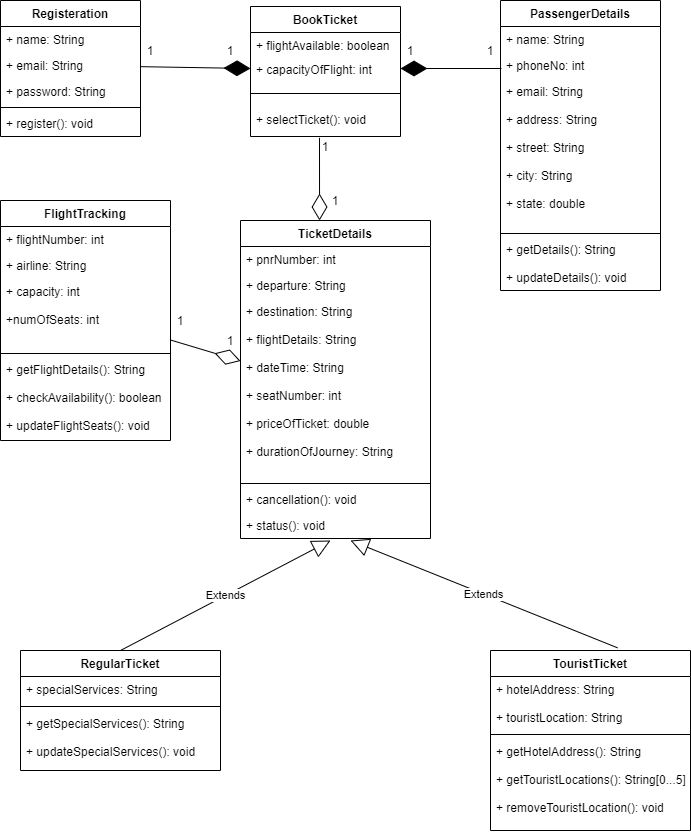 Registeration
+ name: String
+ email: String
+ password: String
+ register(): void
1
1
BookTicket
+ flightAvailable: boolean
+ capacityOfFlight: int
+ selectTicket(): void
1
1
PassengerDetails
+ name: String
+ phoneNo: int
+ email: String
+ address: String
+ street: String
+ city: String
+ state: double
+ getDetails(): String
+ updateDetails(): void
1
1
FlightTracking
+ flightNumber: int
+ airline: String
+ capacity: int
+numOfSeats: int
+ getFlightDetails(): String
+ checkAvailability(): boolean
+ updateFlightSeats(): void
1
1
TicketDetails
+ pnrNumber: int
+ departure: String
+ destination: String
+ flightDetails: String
+ dateTime: String
+ seatNumber: int
+ priceOfTicket: double
+ durationOfJourney: String
+ cancellation(): void
+ status(): void
Extends
Extends
RegularTicket
+ specialServices: String
+ getSpecialServices(): String
+ updateSpecialServices(): void
TouristTicket
+ hotelAddress: String
+ touristLocation: String
+ getHotelAddress(): String
+ getTouristLocations(): String[0...5]
+ removeTouristLocation(): void